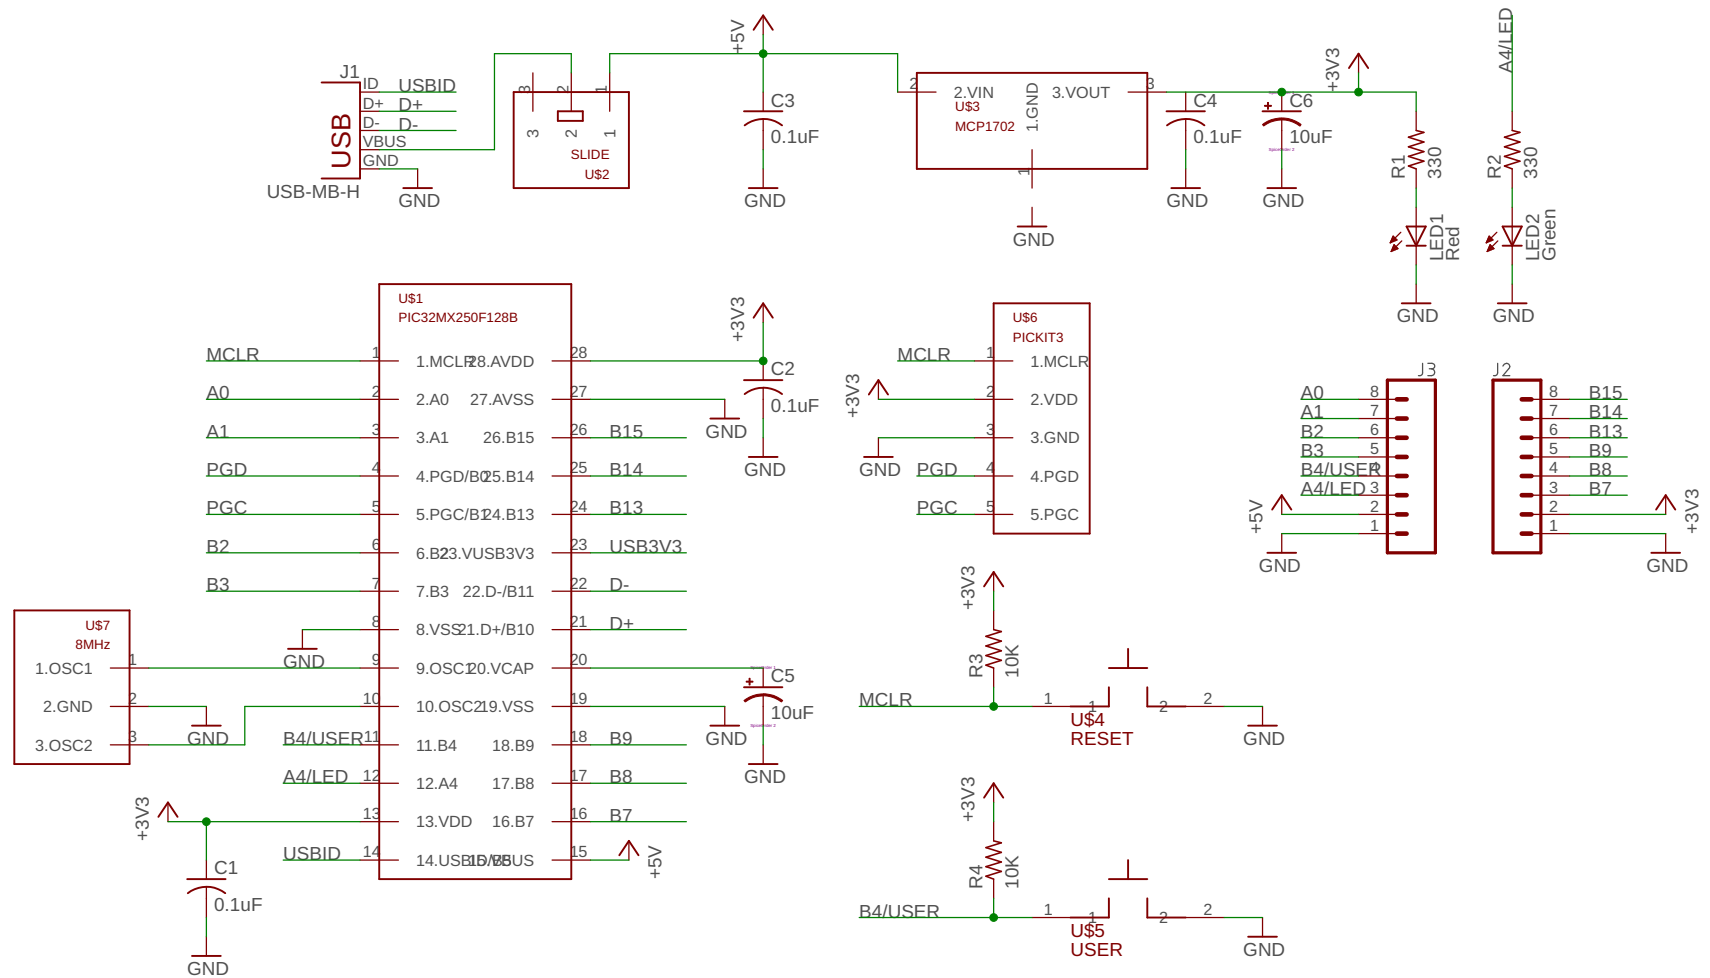 J1
USB
ID USBID
D+ D+
D- D-
VBUS
GND
USB-MB-H
GND
3 2 1
3 2 1
SLIDE
U$2
+5V
C3
0.1uF
GND
2 2.VIN
U$3
MCP1702
1.GND
1
3.VOUT 3
GND
C4
0.1uF
GND
C6
10uF
GND
+3V3
R1
330
LED1
Red
GND
A4/LED
R2
330
LED2
Green
GND
U$1
PIC32MX250F128B
MCLR 1 1.MCLR
A0 2 2.A0
A1 3 3.A1
PGD 4 4.PGD/B0
PGC 5 5.PGC/B1
B2 6 6.B2
B3 7 7.B3
8 8.VSS
GND
9 9.OSC1
10 10.OSC2
B4/USER 11 11.B4
A4/LED 12 12.A4
13 13.VDD
USBID 14 14.USBID/B5
28.AVDD 28
27.AVSS 27
GND
26.B15 26 B15
25.B14 25 B14
24.B13 24 B13
23.VUSB3V3 23 USB3V3
22.D-/B11 22 D-
21.D+/B10 21 D+
20.VCAP 20
19.VSS 19
GND
18.B9 18 B9
17.B8 17 B8
16.B7 16 B7
15.VBUS 15
+5V
+3V3
C2
0.1uF
GND
C5
10uF
GND
U$7
8MHz
1.OSC1 1
2.GND 2
3.OSC2 3
GND
+3V3
C1
0.1uF
GND
U$6
PICKIT3
MCLR 1 1.MCLR
+3V3
2 2.VDD
3 3.GND
GND
PGD 4 4.PGD
PGC 5 5.PGC
J3
A0 8
A1 7
B2 6
B3 5
B4/USER 4
A4/LED 3
+5V 2
1
GND
J2
8 B15
7 B14
6 B13
5 B9
4 B8
3 B7
2 +3V3
1
GND
+3V3
R3
10K
MCLR
1 1 2 2
U$4
RESET
GND
+3V3
R4
10K
B4/USER
1 1 2 2
U$5
USER
GND